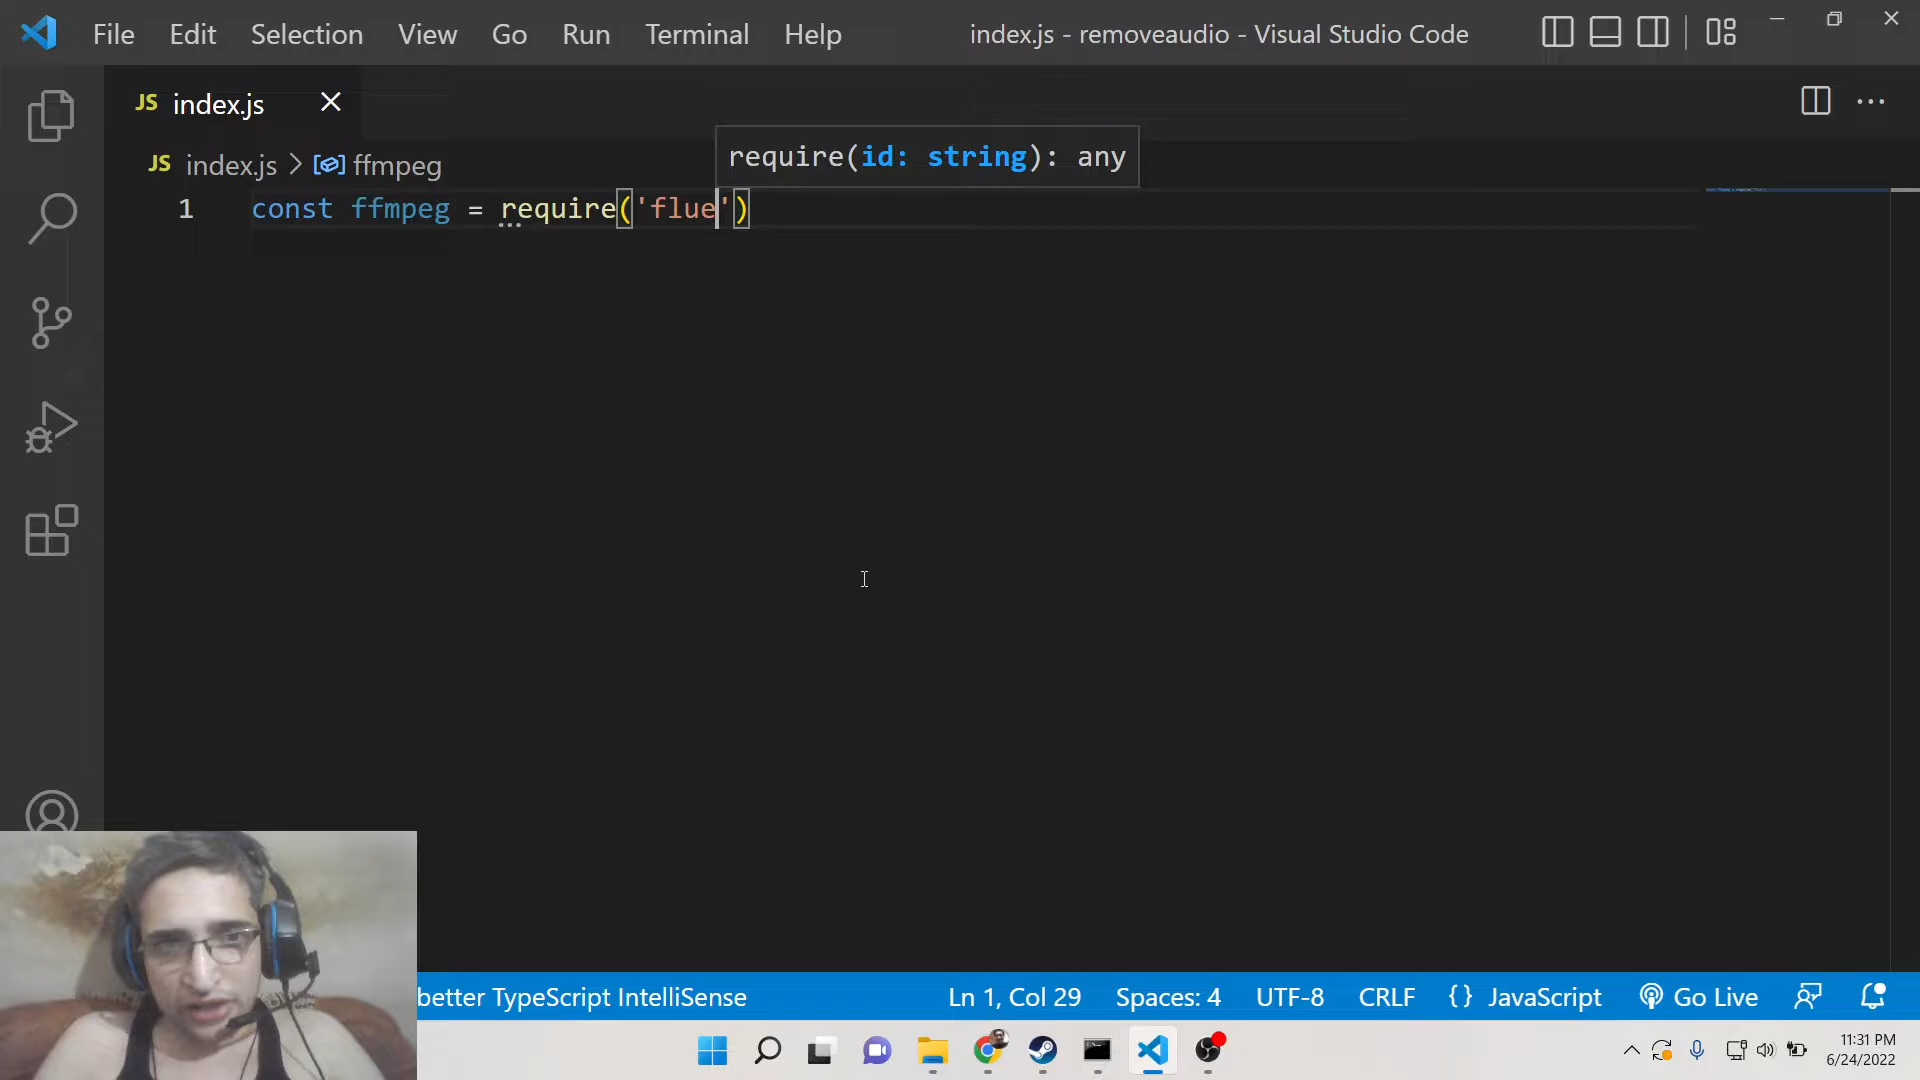 File Edit Selection View Go Run Terminal Help index.js - removeaudio - Visual Studio Code
JS index.js
require(id: string): any
JS index.js > ffmpeg
1 const ffmpeg = require('flue')
better TypeScript IntelliSense Ln 1, Col 29 Spaces: 4 UTF-8 CRLF {} JavaScript Go Live
11:31 PM
6/24/2022